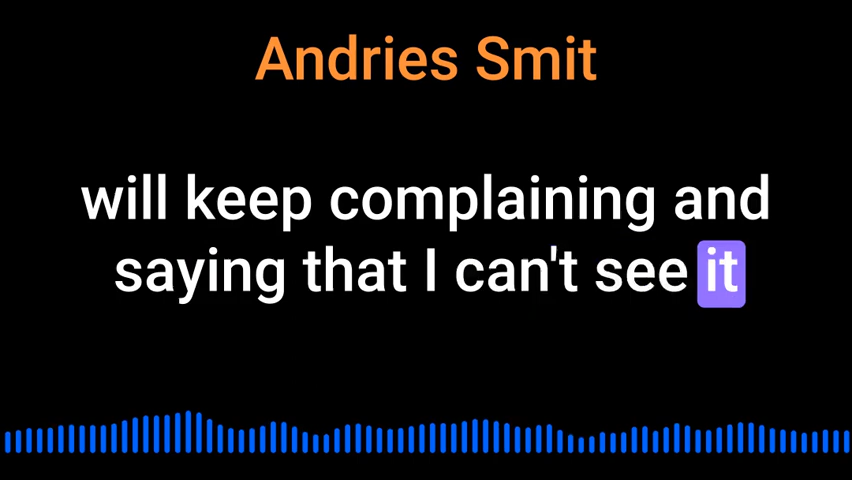 Andries Smit
will keep complaining and
saying that I can't see it